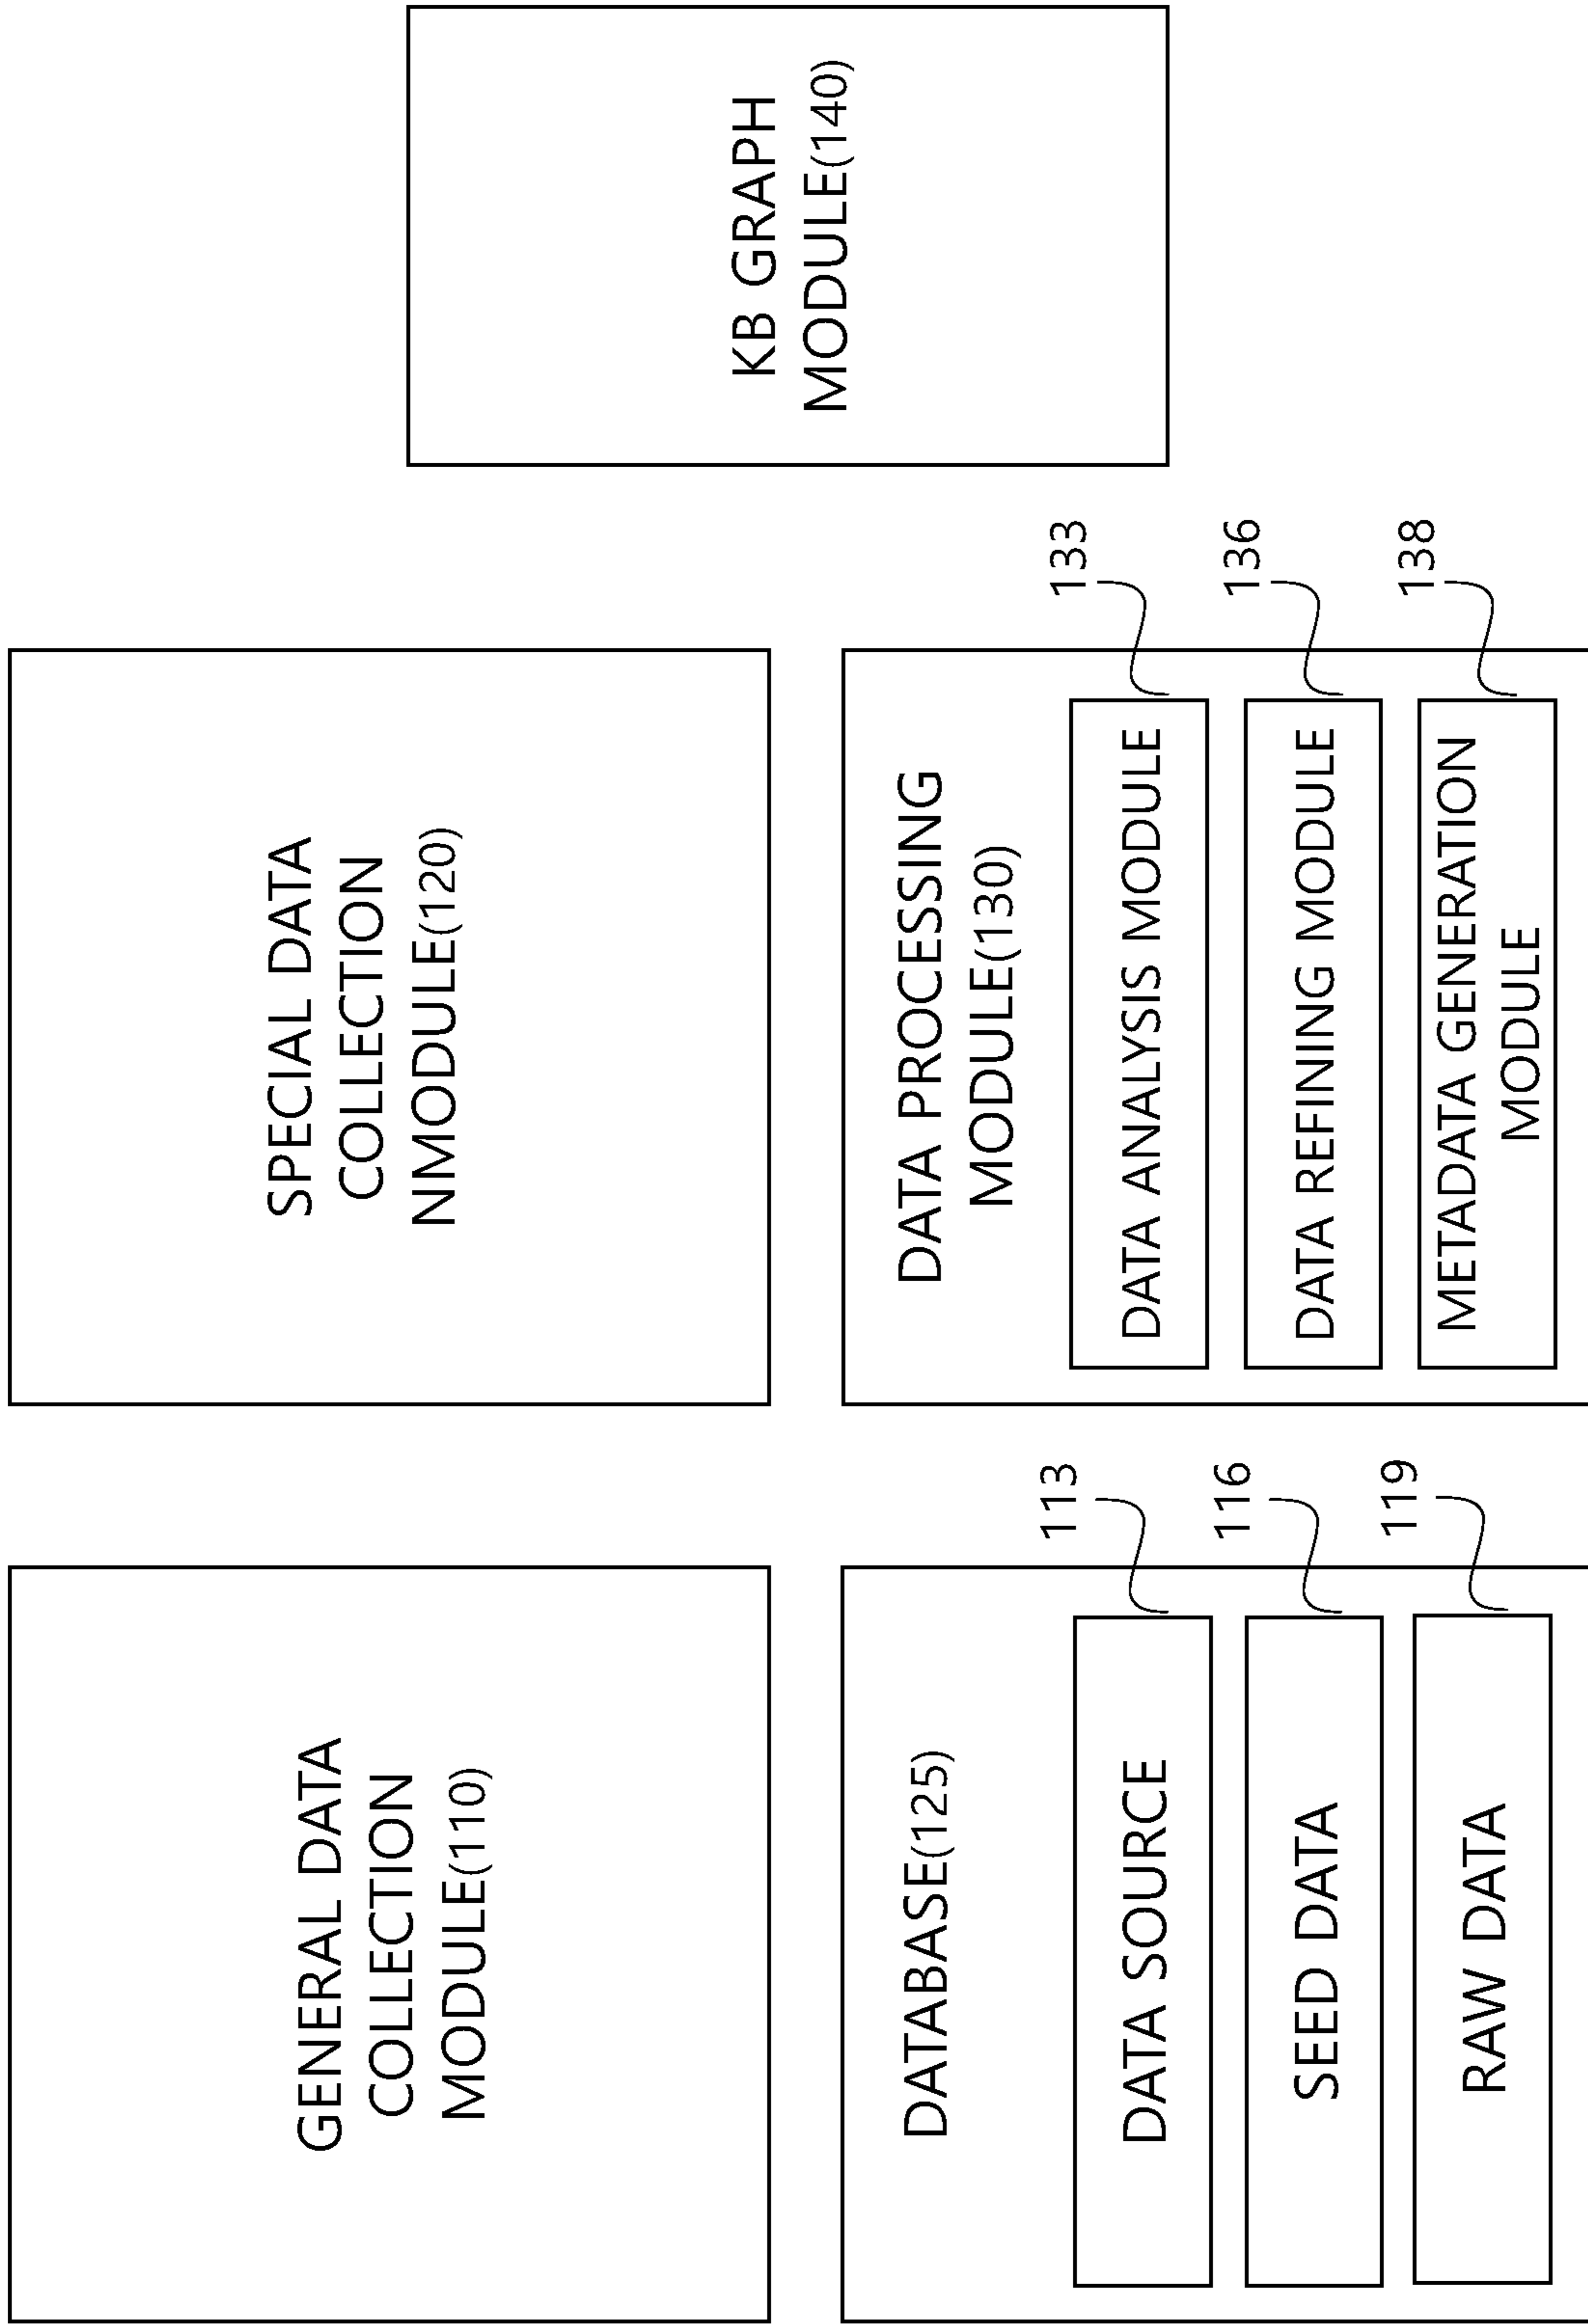 GENERAL DATA
COLLECTION
MODULE(110)
SPECIAL DATA
COLLECTION
NMODULE(120)
KB GRAPH
MODULE(140)
DATABASE(125)
113
DATA SOURCE
116
SEED DATA
119
RAW DATA
DATA PROCESSING
MODULE(130)
133
DATA ANALYSIS MODULE
136
DATA REFINING MODULE
138
METADATA GENERATION
MODULE